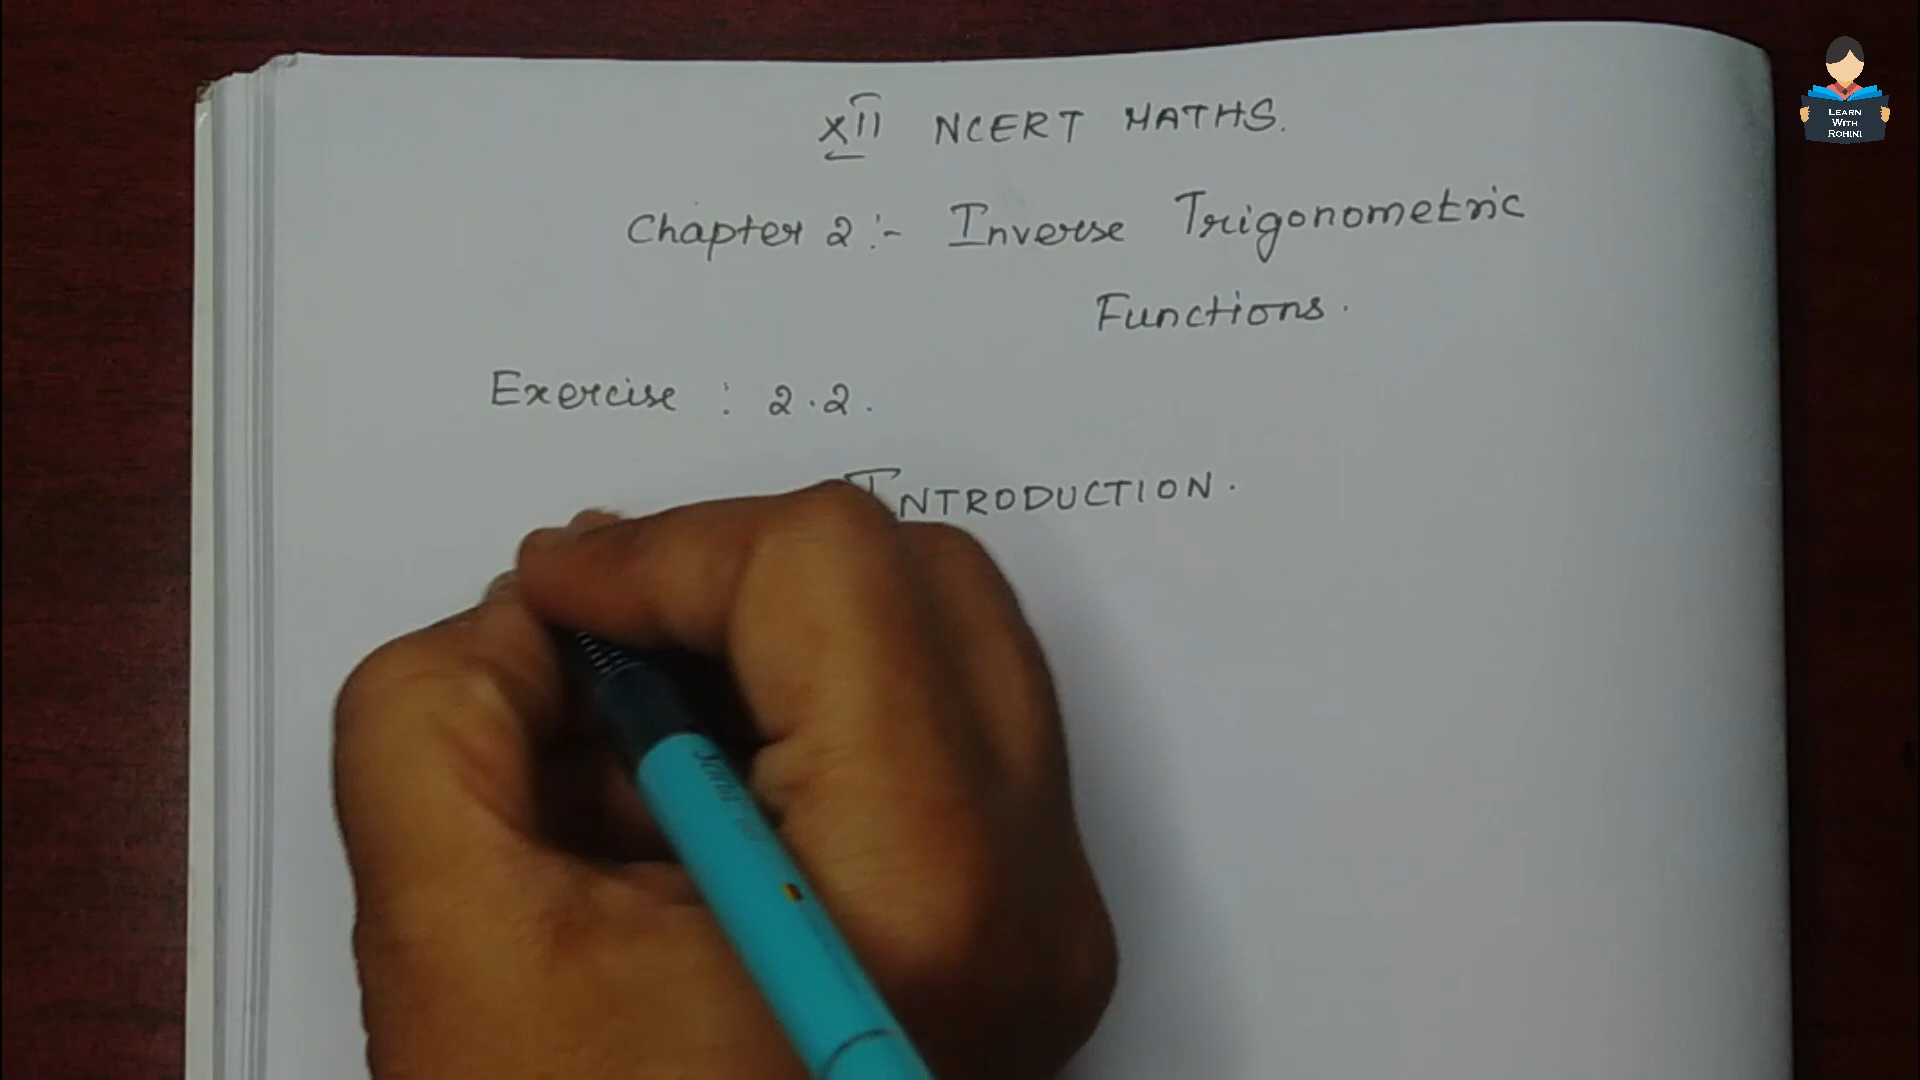 XII NCERT MATHS.
Chapter 2 :- Inverse Trigonometric
Functions.
Exercise : 2.2.
INTRODUCTION.
LEARN
WITH
ROHINI